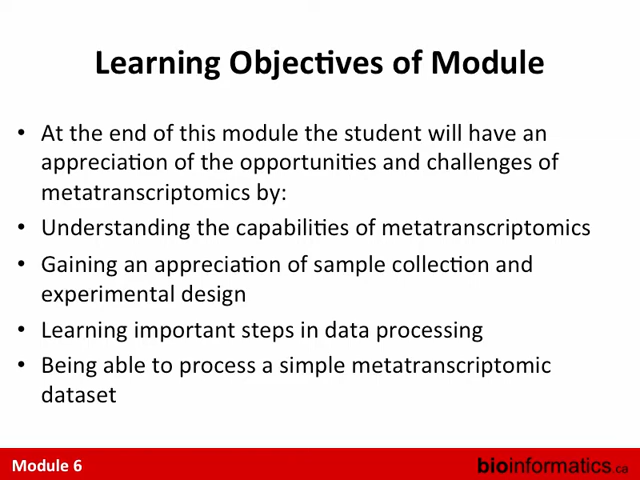 Learning Objectives of Module
• At the end of this module the student will have an
appreciation of the opportunities and challenges of
metatranscriptomics by:
• Understanding the capabilities of metatranscriptomics
• Gaining an appreciation of sample collection and
experimental design
• Learning important steps in data processing
• Being able to process a simple metatranscriptomic
dataset
Module 6
bioinformatics.ca